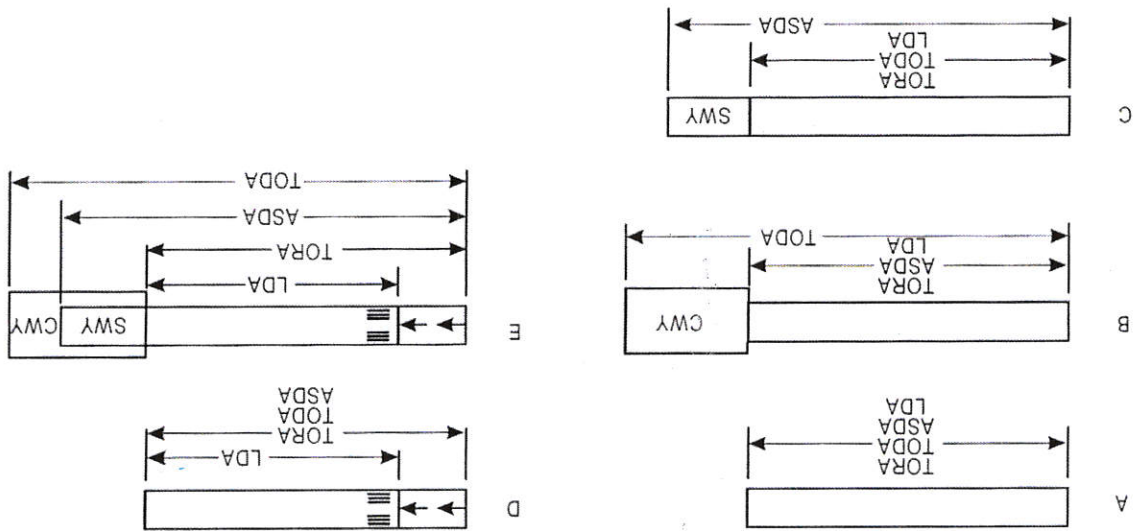 A
TORA
TODA
ASDA
LDA
B
CWY
TORA
ASDA
LDA
TODA
C
SWY
TORA
TODA
LDA
ASDA
D
LDA
TORA
TODA
ASDA
E
SWY CWY
LDA
TORA
ASDA
TODA